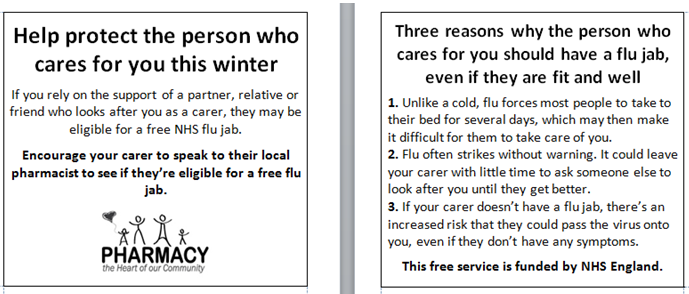 Help protect the person who
cares for you this winter
If you rely on the support of a partner, relative or
friend who looks after you as a carer, they may be
eligible for a free NHS flu jab.
Encourage your carer to speak to their local
pharmacist to see if they're eligible for a free flu
jab.
PHARMACY
the Heart of our Community
Three reasons why the person who
cares for you should have a flu jab,
even if they are fit and well
1. Unlike a cold, flu forces most people to take to
their bed for several days, which may then make
it difficult for them to take care of you.
2. Flu often strikes without warning. It could leave
your carer with little time to ask someone else to
look after you until they get better.
3. If your carer doesn't have a flu jab, there's an
increased risk that they could pass the virus onto
you, even if they don't have any symptoms.
This free service is funded by NHS England.